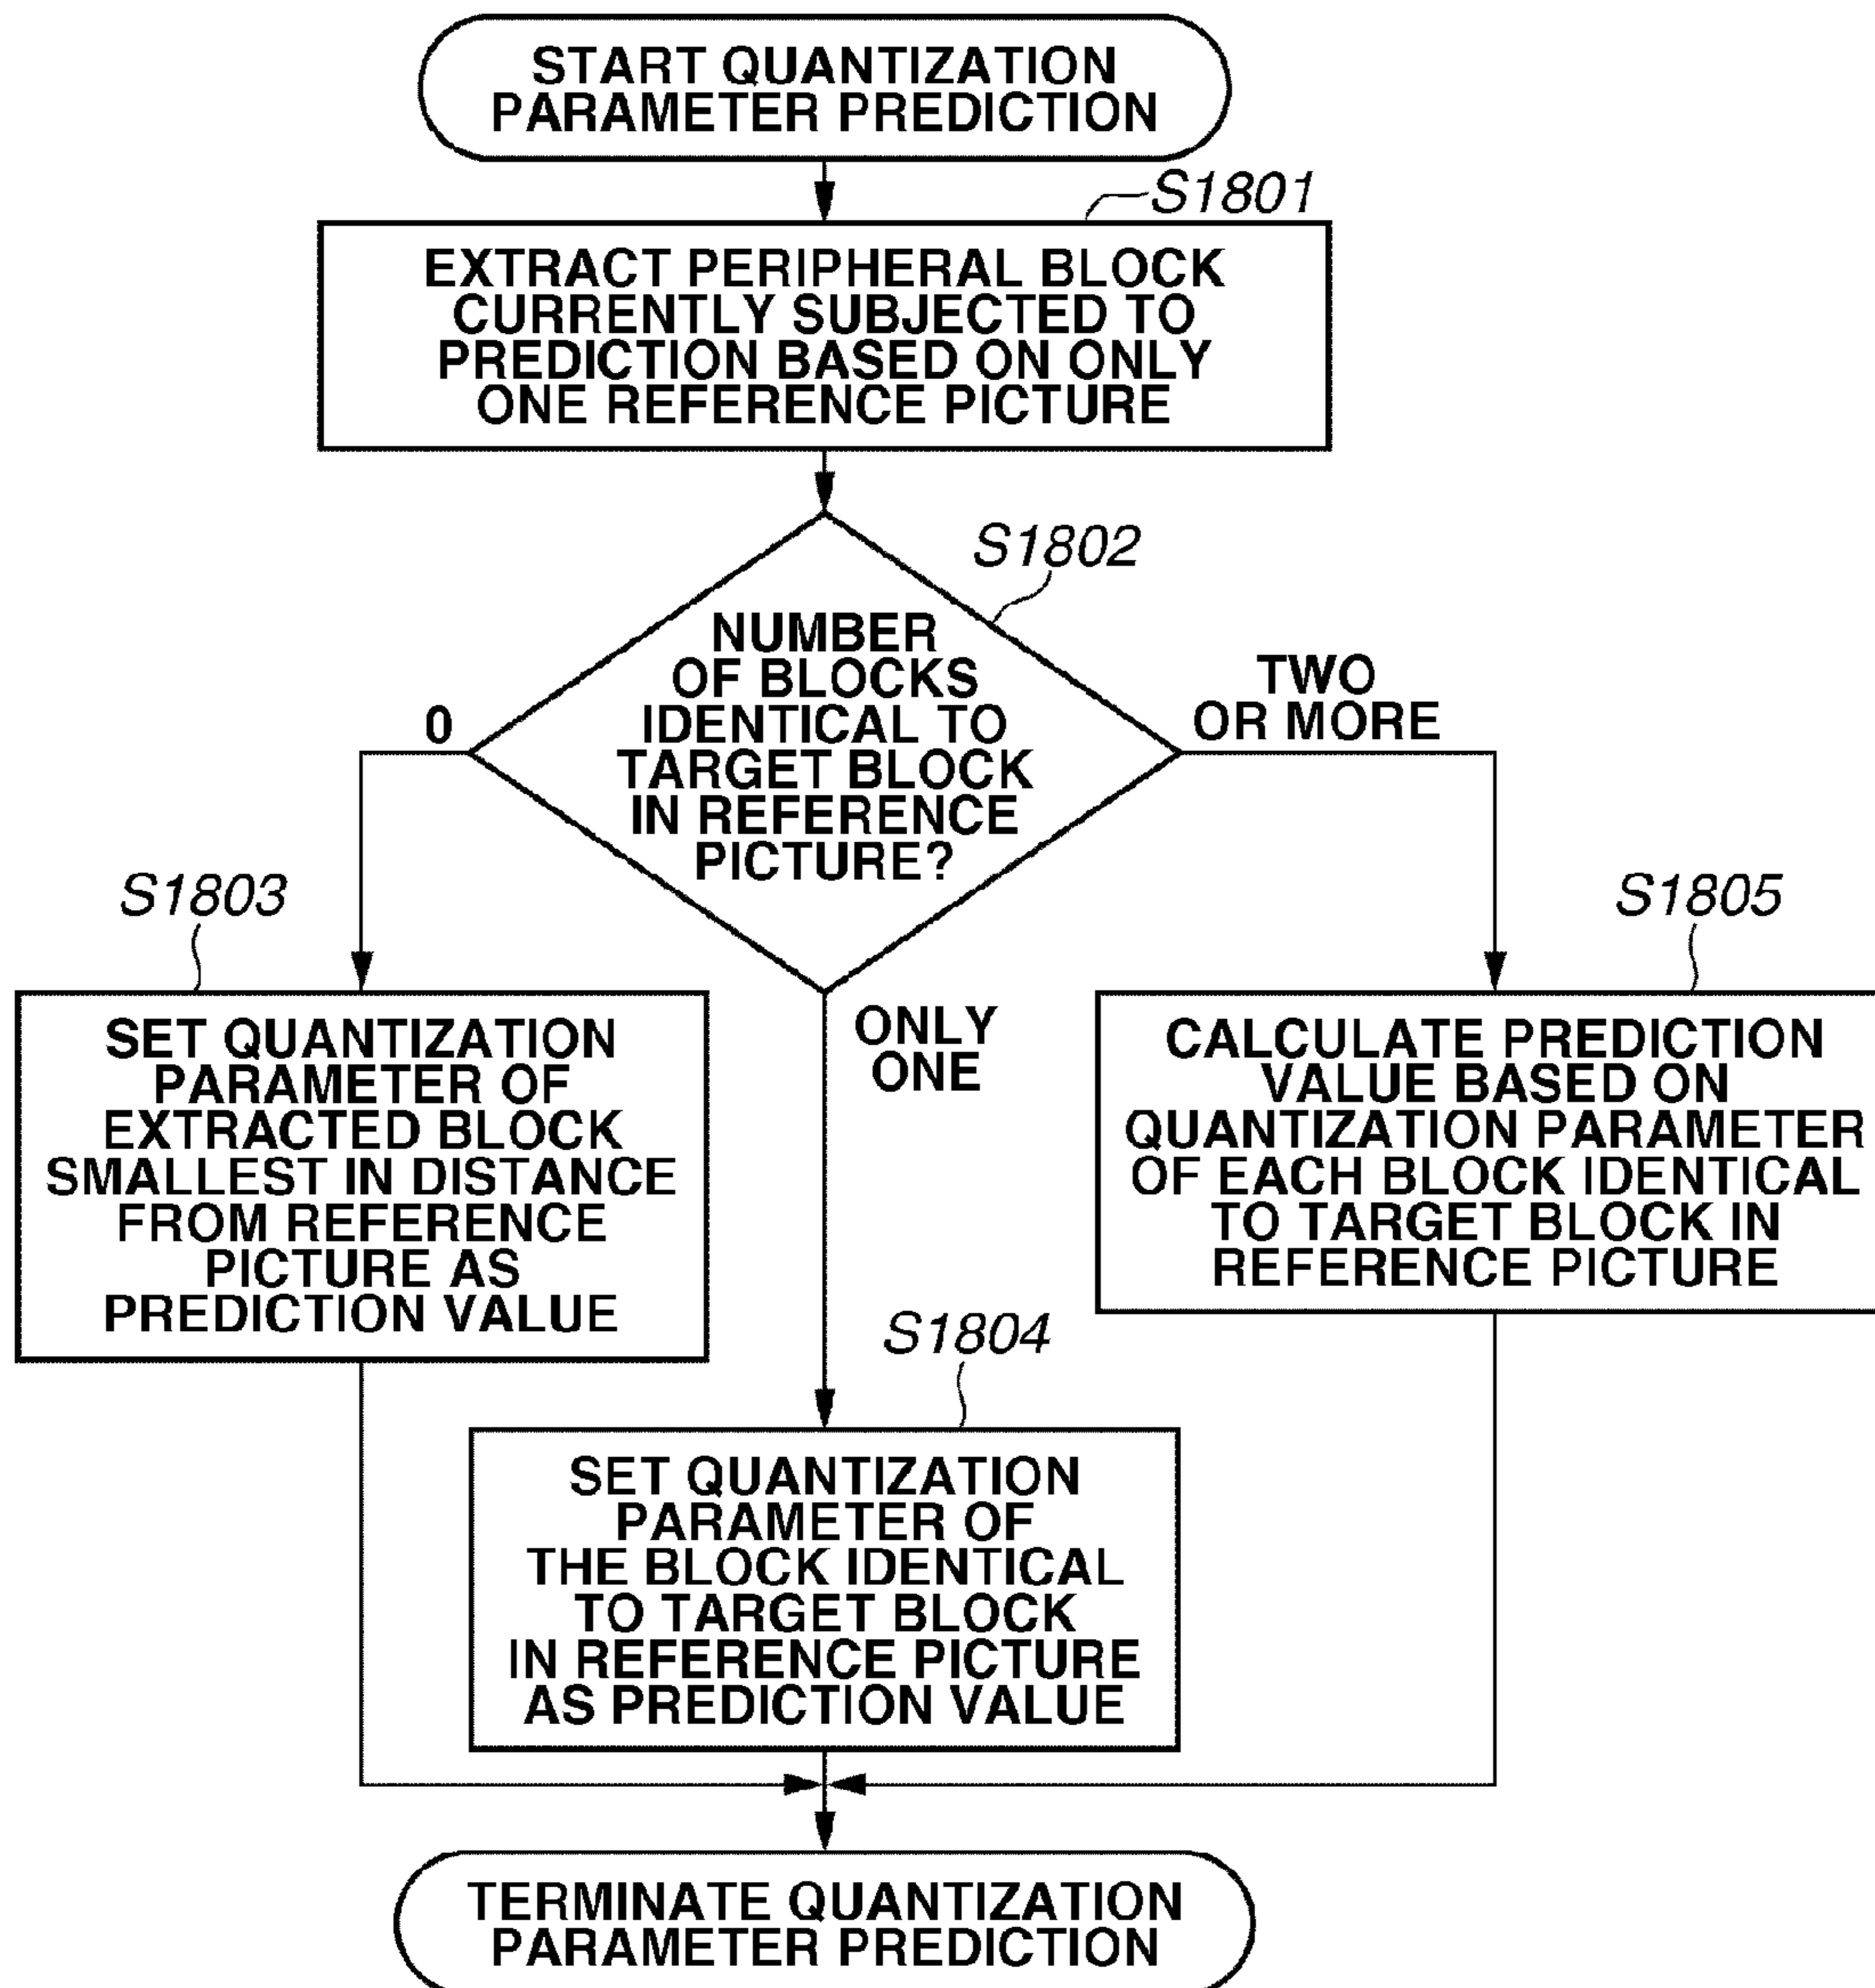 START QUANTIZATION
PARAMETER PREDICTION
S1801
EXTRACT PERIPHERAL BLOCK
CURRENTLY SUBJECTED TO
PREDICTION BASED ON ONLY
ONE REFERENCE PICTURE
S1802
NUMBER
OF BLOCKS
IDENTICAL TO
TARGET BLOCK
IN REFERENCE
PICTURE?
0
TWO
OR MORE
ONLY
ONE
S1803
SET QUANTIZATION
PARAMETER OF
EXTRACTED BLOCK
SMALLEST IN DISTANCE
FROM REFERENCE
PICTURE AS
PREDICTION VALUE
S1805
CALCULATE PREDICTION
VALUE BASED ON
QUANTIZATION PARAMETER
OF EACH BLOCK IDENTICAL
TO TARGET BLOCK IN
REFERENCE PICTURE
S1804
SET QUANTIZATION
PARAMETER OF
THE BLOCK IDENTICAL
TO TARGET BLOCK
IN REFERENCE PICTURE
AS PREDICTION VALUE
TERMINATE QUANTIZATION
PARAMETER PREDICTION